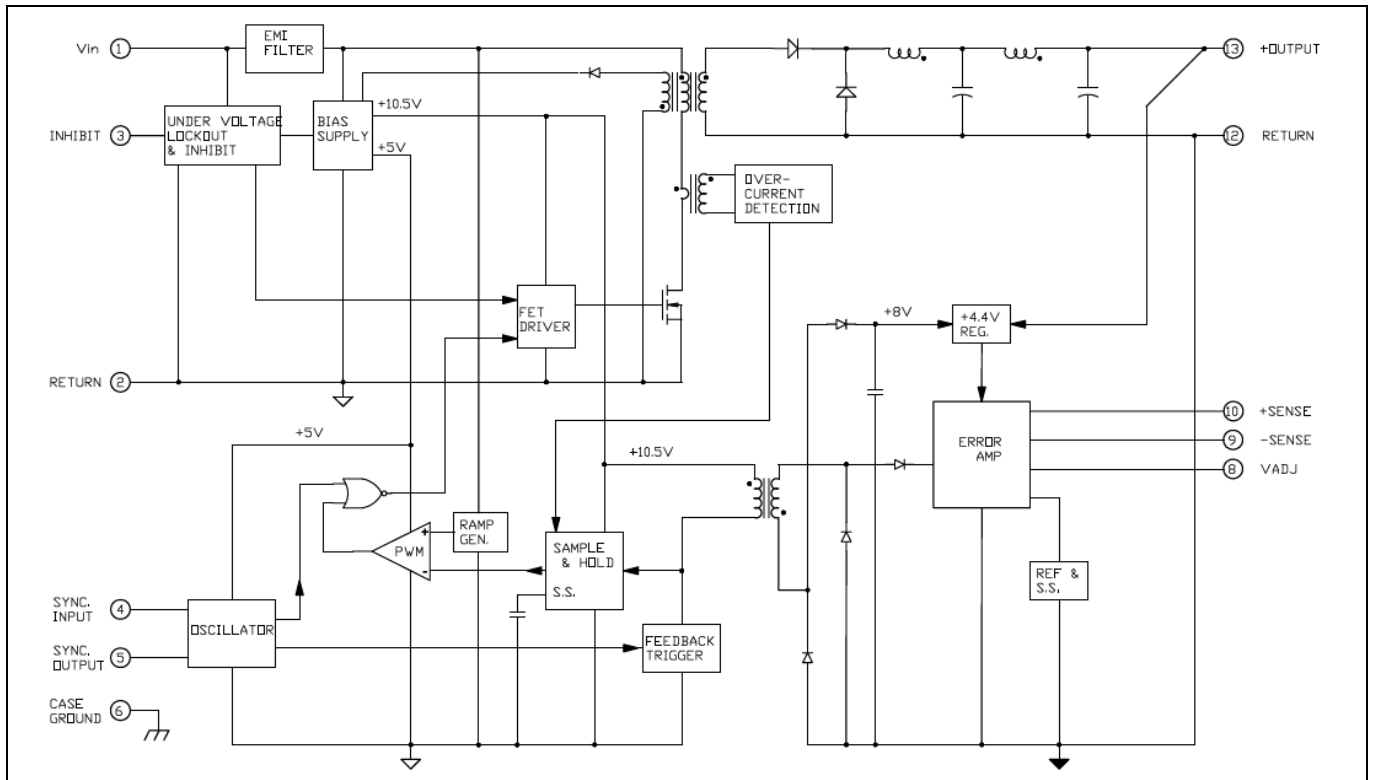 EMI
FILTER
Vin 1
13 +OUTPUT
+10.5V
UNDER VOLTAGE
LOCKOUT
& INHIBIT
BIAS
SUPPLY
INHIBIT 3
12 RETURN
+5V
OVER-
CURRENT
DETECTION
FET
DRIVER
+8V
+4.4V
REG.
RETURN 2
10 +SENSE
+5V
ERROR
AMP
9 -SENSE
+10.5V
8 VADJ
RAMP
GEN.
+
PWM
-
SAMPLE
& HOLD
S.S.
REF &
S.S.
SYNC.
INPUT 4
OSCILLATOR
FEEDBACK
TRIGGER
SYNC.
OUTPUT 5
CASE
GROUND 6